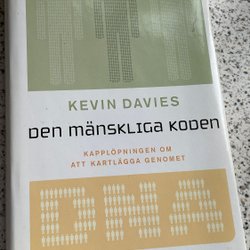 KEVIN DAVIES
DEN MÄNSKLIGA KODEN
KAPPLÖPNINGEN OM
ATT KARTLÄGGA GENOMET
DNA